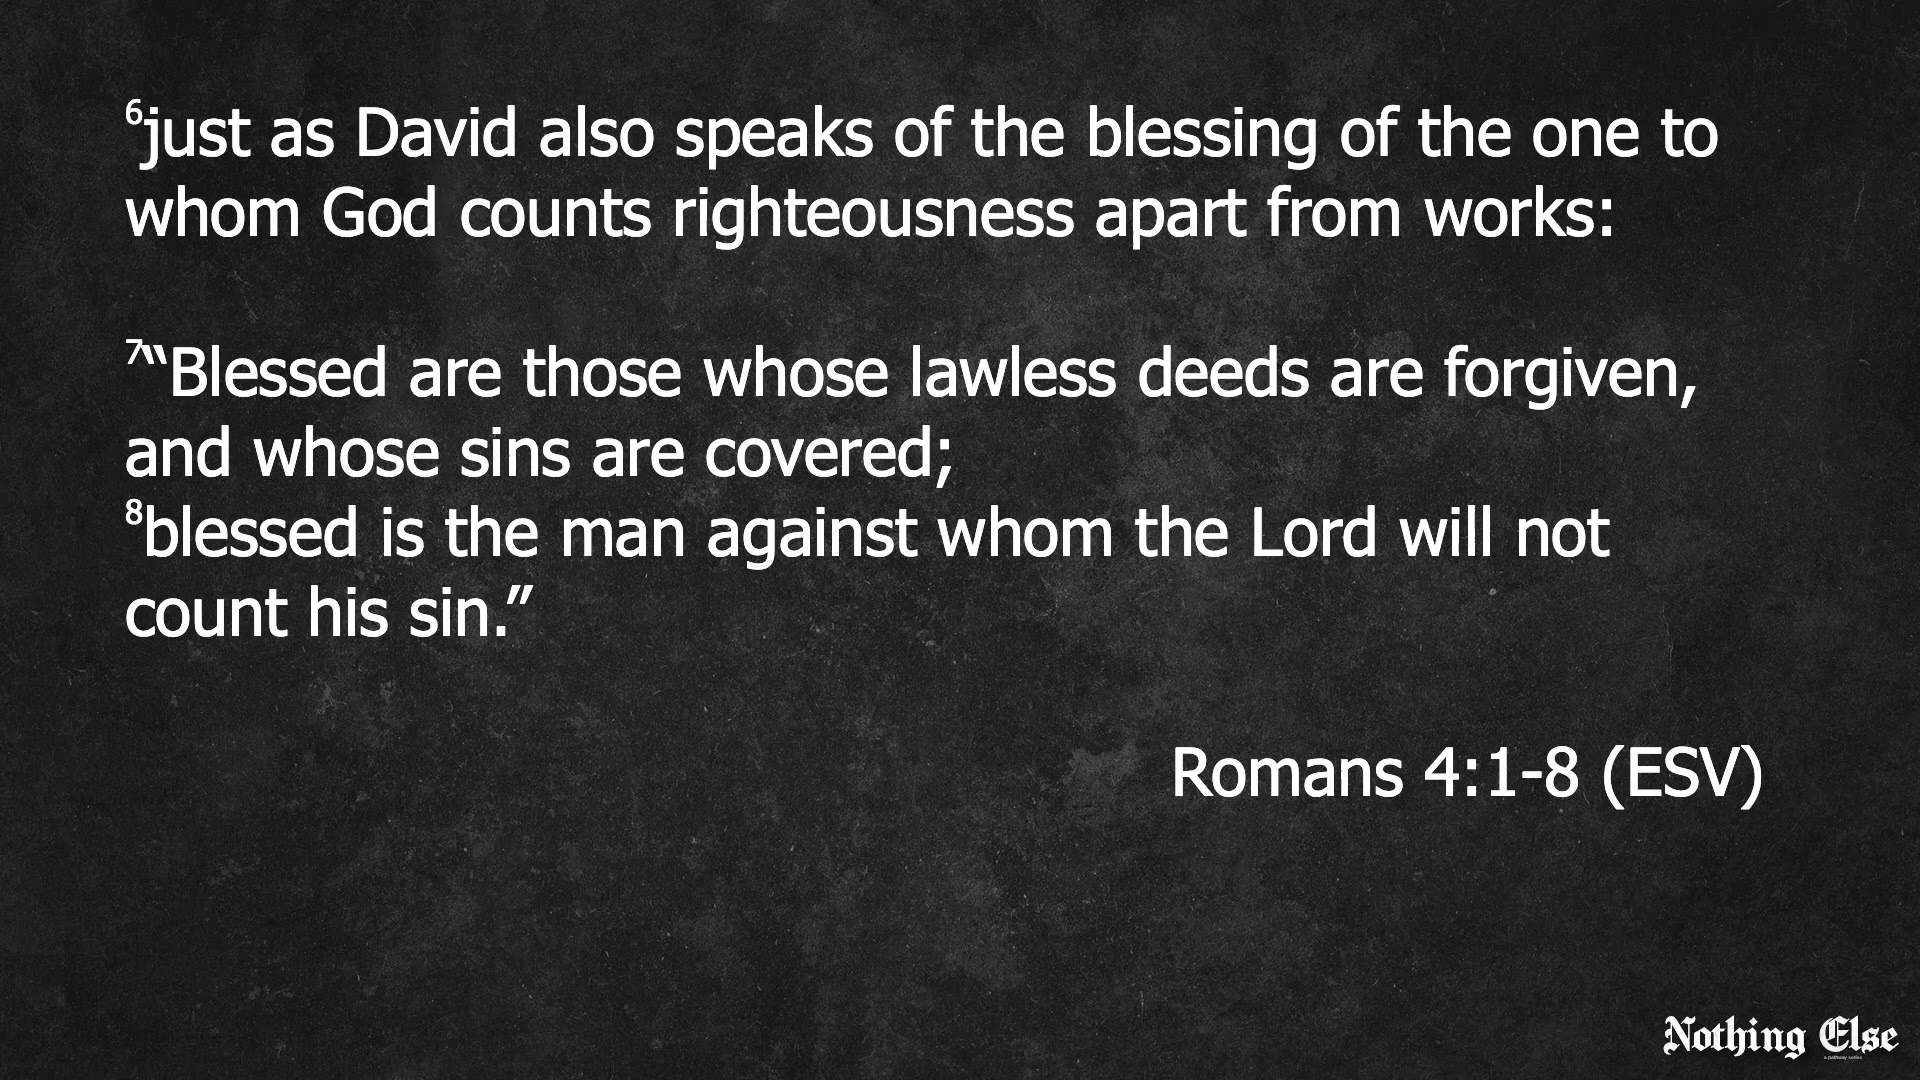 ⁶just as David also speaks of the blessing of the one to
whom God counts righteousness apart from works:
⁷“Blessed are those whose lawless deeds are forgiven,
and whose sins are covered;
⁸blessed is the man against whom the Lord will not
count his sin.”
Romans 4:1-8 (ESV)
Nothing Else
a pathway series